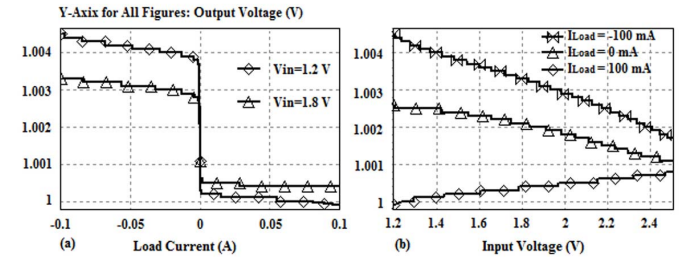 Y-Axis for All Figures: Output Voltage (V)
1.004
1.003
1.002
1.001
1
Vin=1.2 V
Vin=1.8 V
-0.1
-0.05
0
0.05
0.1
(a)
Load Current (A)
1.004
1.003
1.002
1.001
1
ILoad = -100 mA
ILoad = 0 mA
ILoad = 100 mA
1.2
1.4
1.6
1.8
2
2.2
2.4
(b)
Input Voltage (V)